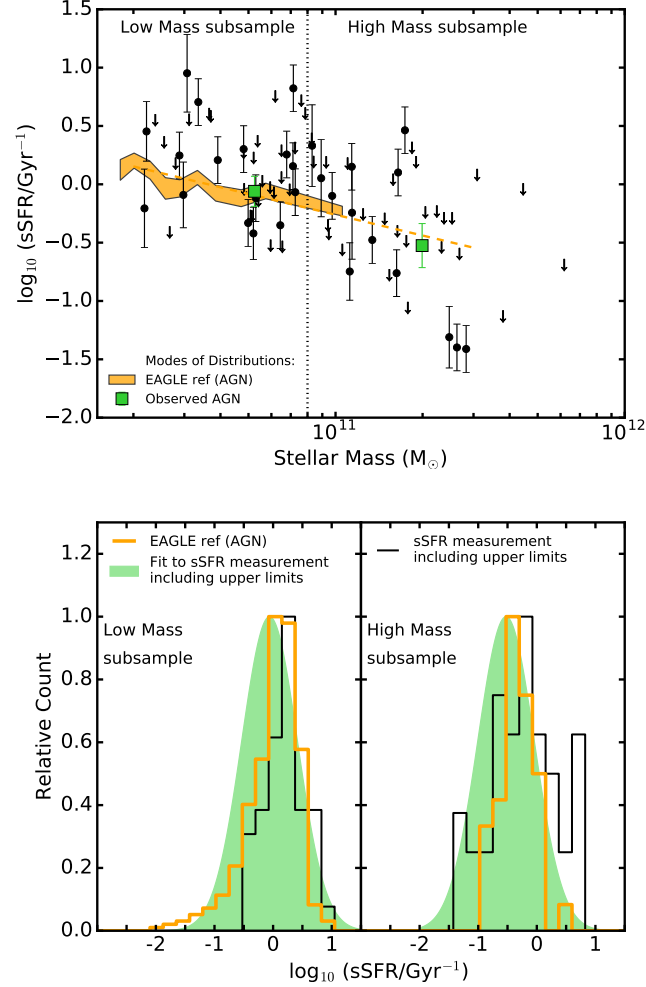 Low Mass subsample
High Mass subsample
1.5
1.0
0.5
0.0
−0.5
−1.0
−1.5
−2.0
log₁₀ (sSFR/Gyr⁻¹)
Modes of Distributions:
EAGLE ref (AGN)
Observed AGN
10¹¹
10¹²
Stellar Mass (M☉)
EAGLE ref (AGN)
Fit to sSFR measurement
including upper limits
sSFR measurement
including upper limits
Low Mass
subsample
High Mass
subsample
1.2
1.0
0.8
0.6
0.4
0.2
0.0
Relative Count
-2 -1 0 1
-2 -1 0 1
log₁₀ (sSFR/Gyr⁻¹)